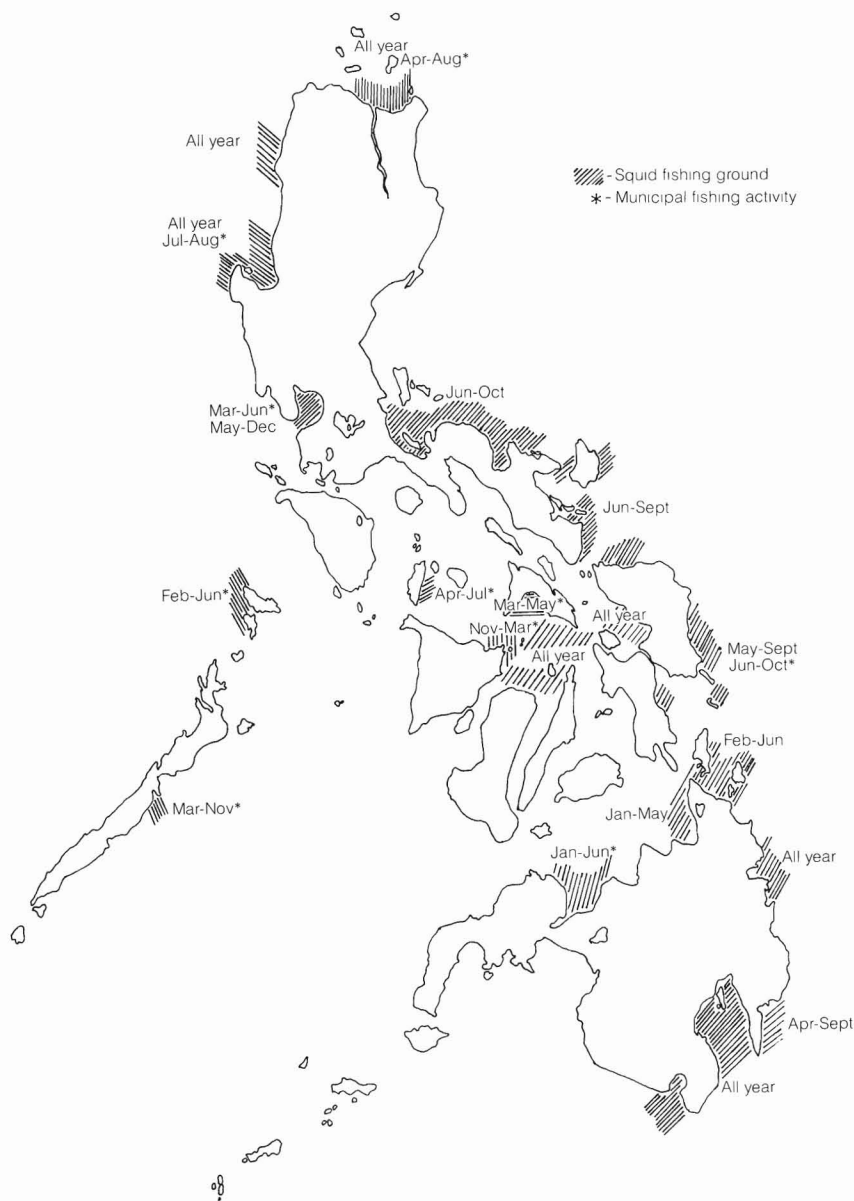 All year
Apr-Aug*
All year
- Squid fishing ground
* - Municipal fishing activity
All year
Jul-Aug*
Jun-Oct
Mar-Jun*
May-Dec
Jun-Sept
Feb-Jun*
Apr-Jul*
Mar-May*
All year
Nov-Mar*
All year
May-Sept
Jun-Oct*
Feb-Jun
Mar-Nov*
Jan-May
Jan-Jun*
All year
Apr-Sept
All year